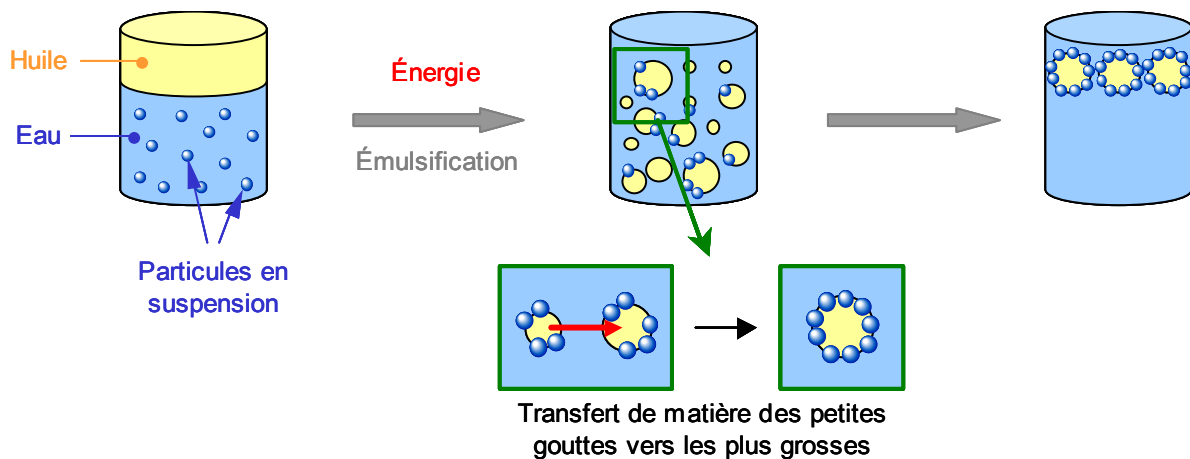 Huile
Eau
Particules en
suspension
Énergie
Émulsification
Transfert de matière des petites
gouttes vers les plus grosses